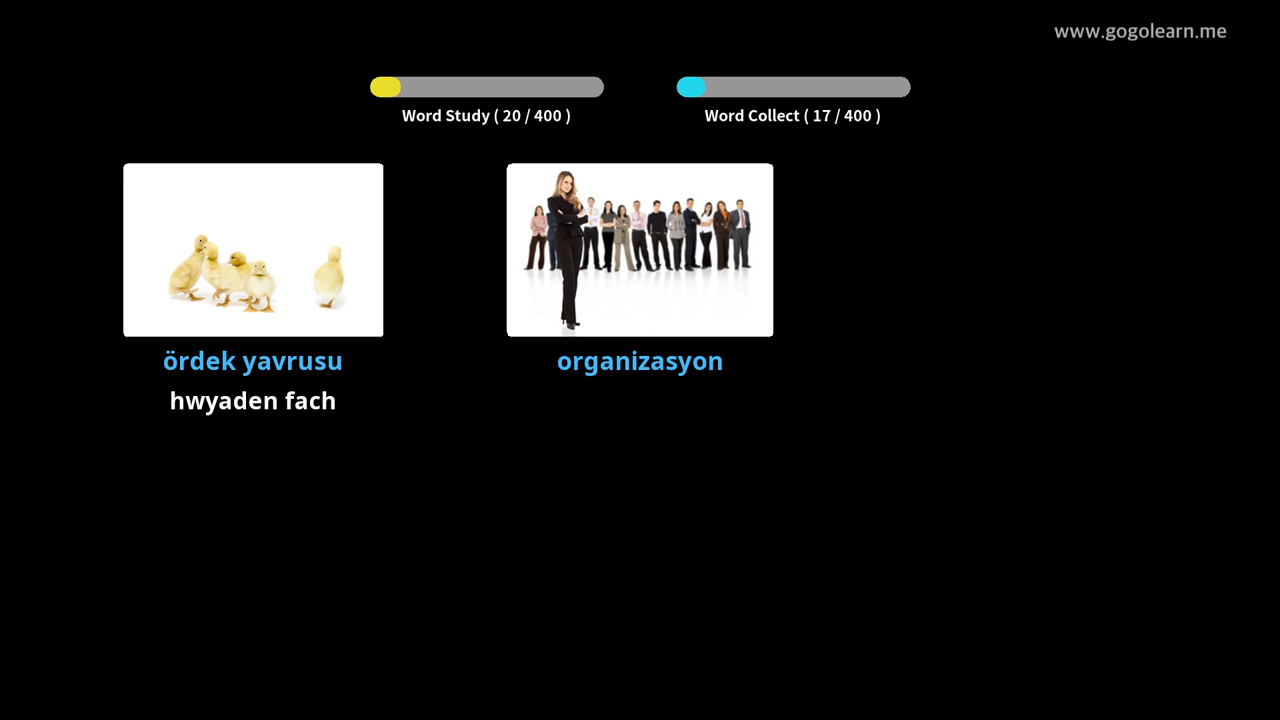 www.gogolearn.me
Word Study ( 20 / 400 )
Word Collect ( 17 / 400 )
ördek yavrusu
organizasyon
hwyaden fach